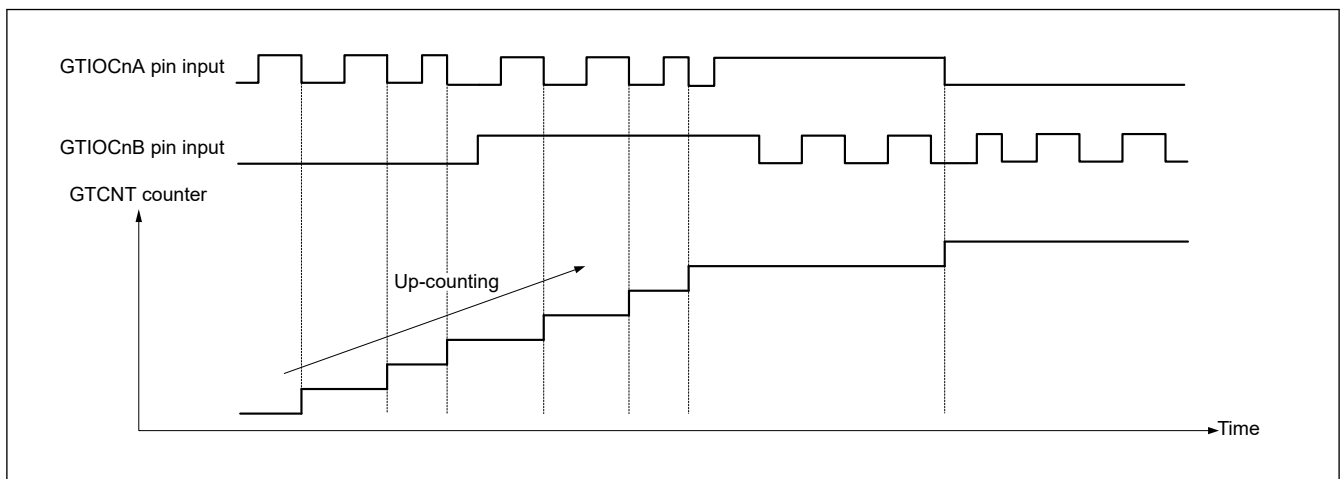 GTIOCnA pin input
GTIOCnB pin input
GTCNT counter
Up-counting
Time